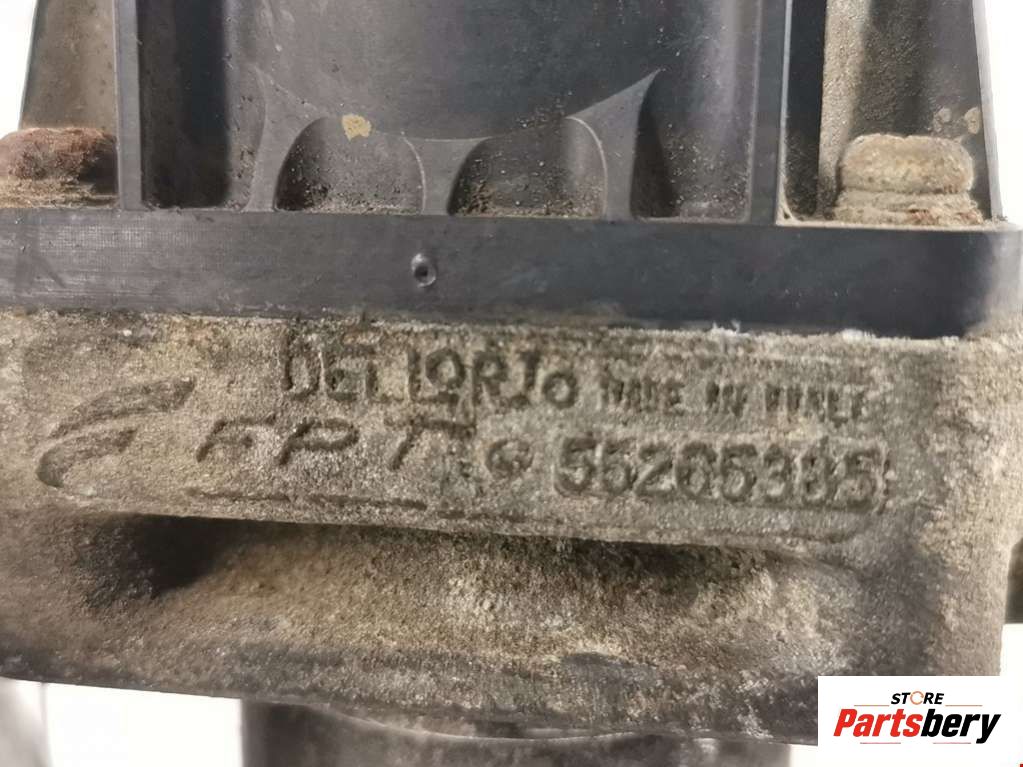 DELLORTO MADE IN ITALY
FPT 55265385
STORE
Partsbery